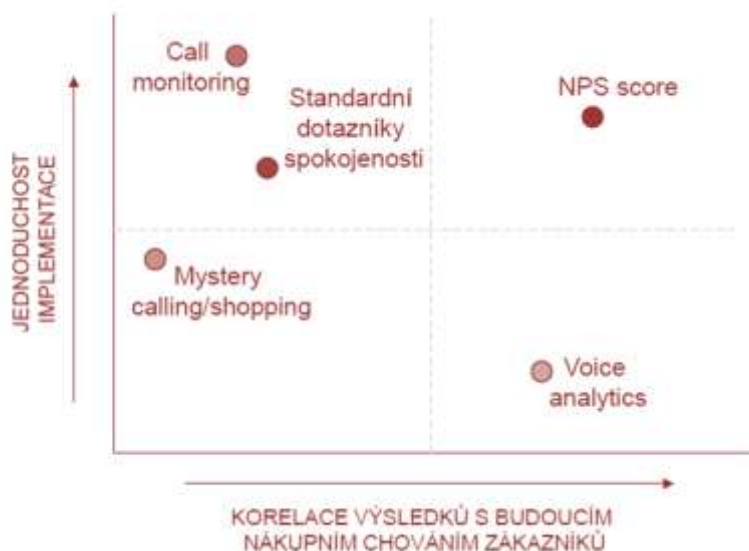 Call
monitoring
Standardní
dotazníky
spokojenosti
NPS score
Mystery
calling/shopping
Voice
analytics
JEDNODUCHOST
IMPLEMENTACE
KORELACE VÝSLEDKŮ S BUDOUCÍM
NÁKUPNÍM CHOVÁNÍM ZÁKAZNÍKŮ